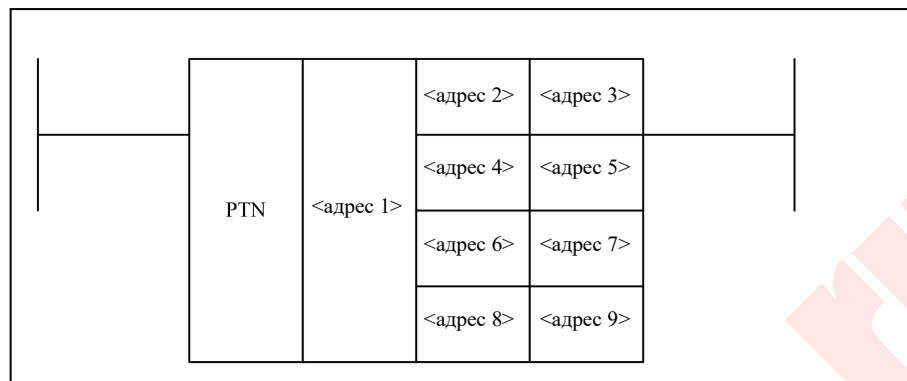 <адрес 2> <адрес 3>
<адрес 4> <адрес 5>
PTN <адрес 1>
<адрес 6> <адрес 7>
<адрес 8> <адрес 9>